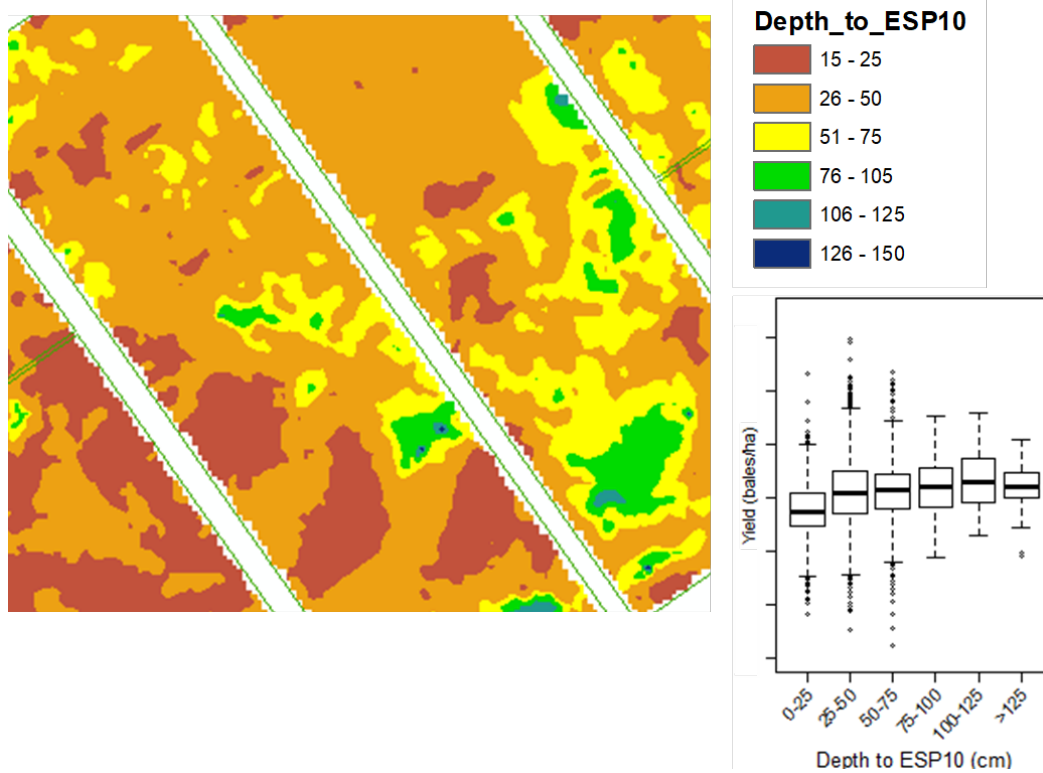 Depth_to_ESP10
15 - 25
26 - 50
51 - 75
76 - 105
106 - 125
126 - 150
Yield (bales/ha)
0-25
25-50
50-75
75-100
100-125
>125
Depth to ESP10 (cm)